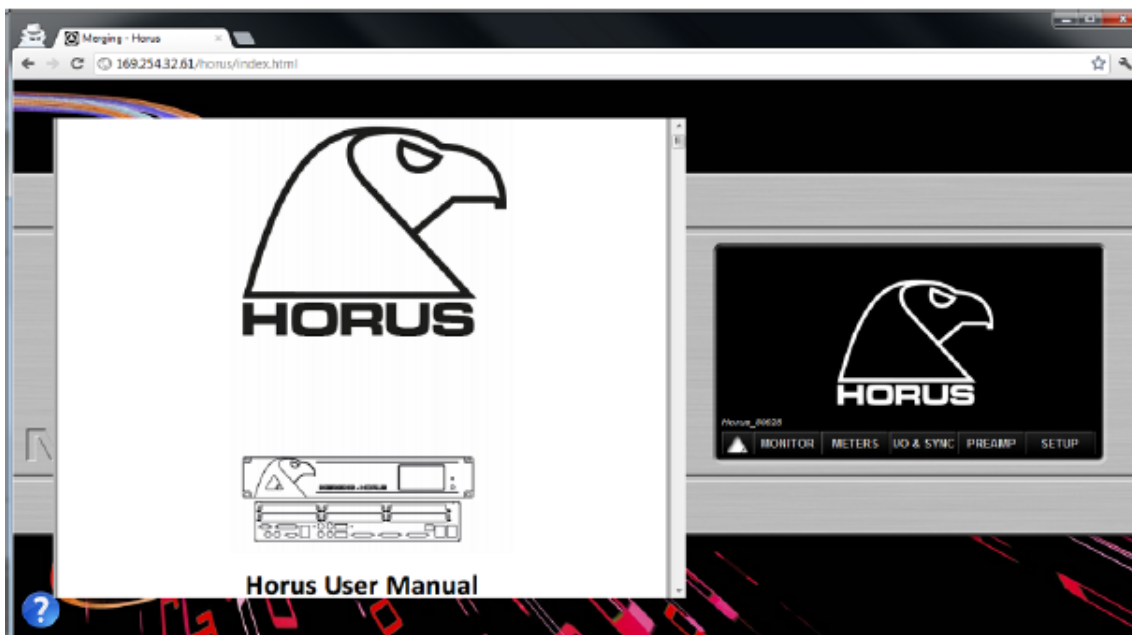 Merging - Horus
169.254.32.61/horus/index.html
HORUS
Horus User Manual
HORUS
Horus_80628
MONITOR METERS I/O & SYNC PREAMP SETUP
?